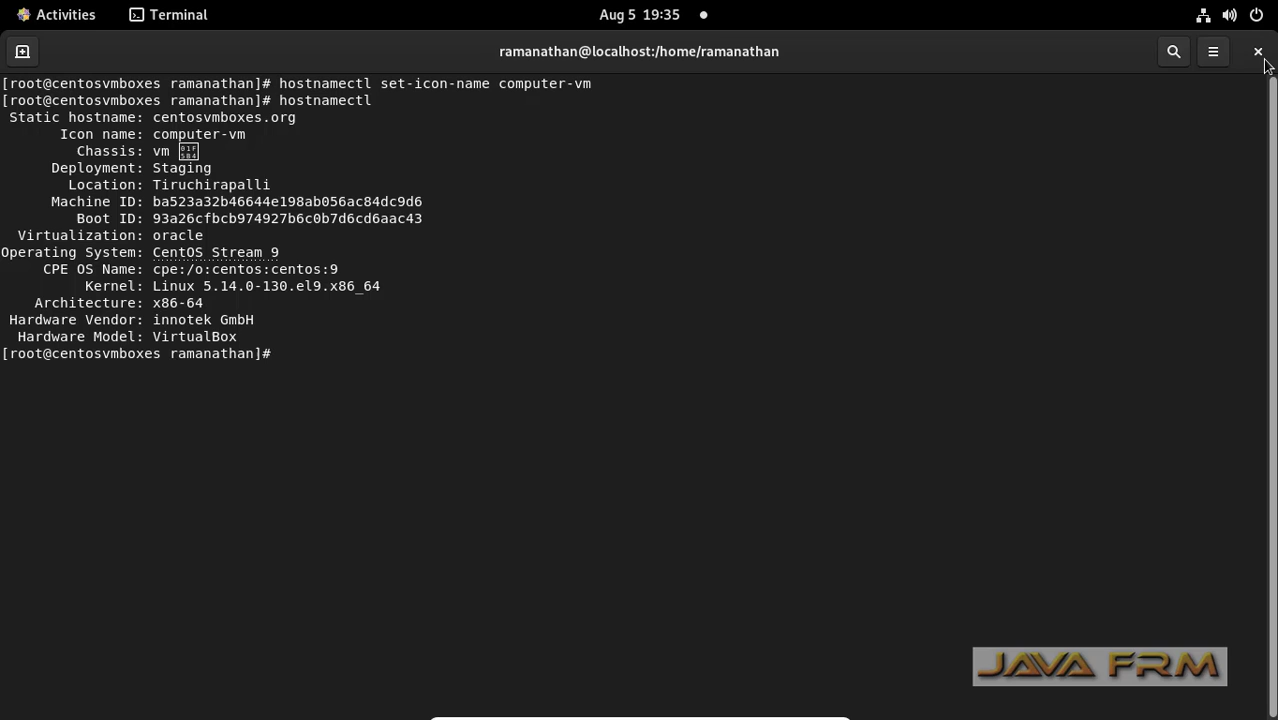 Activities Terminal Aug 5 19:35
ramanathan@localhost:/home/ramanathan
[root@centosvmboxes ramanathan]# hostnamectl set-icon-name computer-vm
[root@centosvmboxes ramanathan]# hostnamectl
Static hostname: centosvmboxes.org
Icon name: computer-vm
Chassis: vm
Deployment: Staging
Location: Tiruchirapalli
Machine ID: ba523a32b46644e198ab056ac84dc9d6
Boot ID: 93a26cfbcb974927b6c0b7d6cd6aac43
Virtualization: oracle
Operating System: CentOS Stream 9
CPE OS Name: cpe:/o:centos:centos:9
Kernel: Linux 5.14.0-130.el9.x86_64
Architecture: x86-64
Hardware Vendor: innotek GmbH
Hardware Model: VirtualBox
[root@centosvmboxes ramanathan]#
JAVA FRM